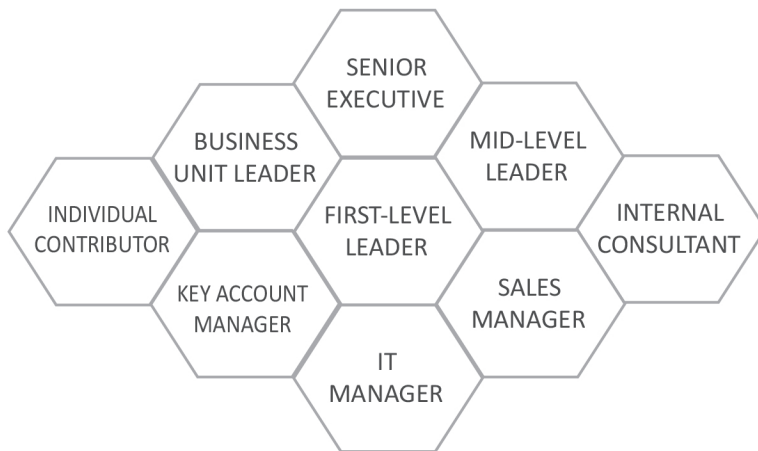 SENIOR
EXECUTIVE
BUSINESS
UNIT LEADER
MID-LEVEL
LEADER
INDIVIDUAL
CONTRIBUTOR
FIRST-LEVEL
LEADER
INTERNAL
CONSULTANT
KEY ACCOUNT
MANAGER
SALES
MANAGER
IT
MANAGER